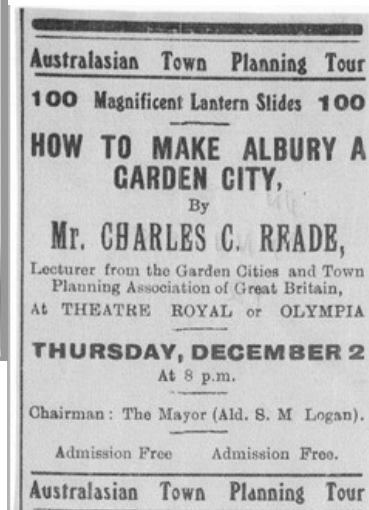 Australasian Town Planning Tour
100 Magnificent Lantern Slides 100
HOW TO MAKE ALBURY A
GARDEN CITY,
By
Mr. CHARLES C. READE,
Lecturer from the Garden Cities and Town
Planning Association of Great Britain,
At THEATRE ROYAL or OLYMPIA
THURSDAY, DECEMBER 2
At 8 p.m.
Chairman: The Mayor (Ald. S. M Logan).
Admission Free Admission Free.
Australasian Town Planning Tour